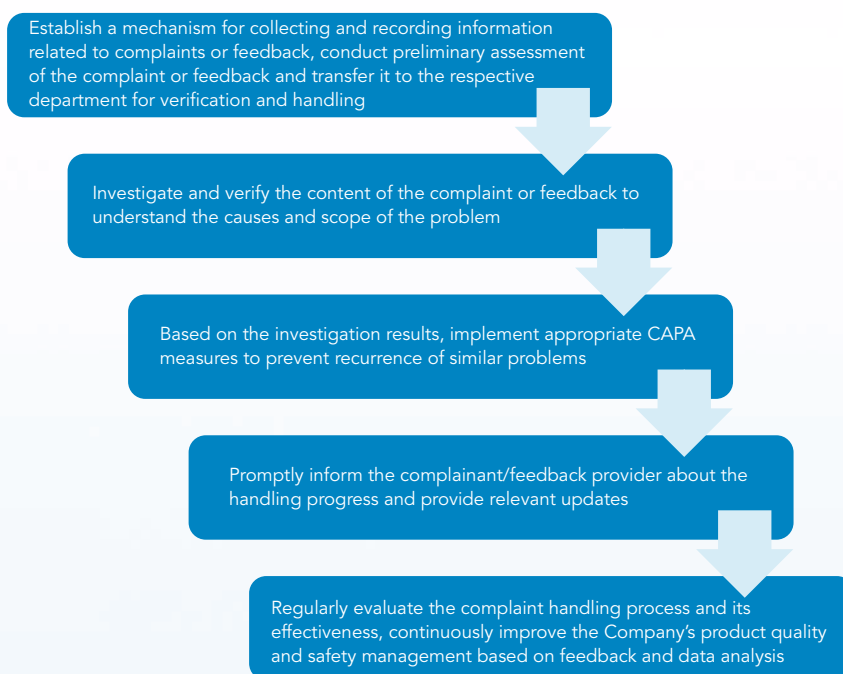 Establish a mechanism for collecting and recording information
related to complaints or feedback, conduct preliminary assessment
of the complaint or feedback and transfer it to the respective
department for verification and handling
Investigate and verify the content of the complaint or feedback to
understand the causes and scope of the problem
Based on the investigation results, implement appropriate CAPA
measures to prevent recurrence of similar problems
Promptly inform the complainant/feedback provider about the
handling progress and provide relevant updates
Regularly evaluate the complaint handling process and its
effectiveness, continuously improve the Company’s product quality
and safety management based on feedback and data analysis